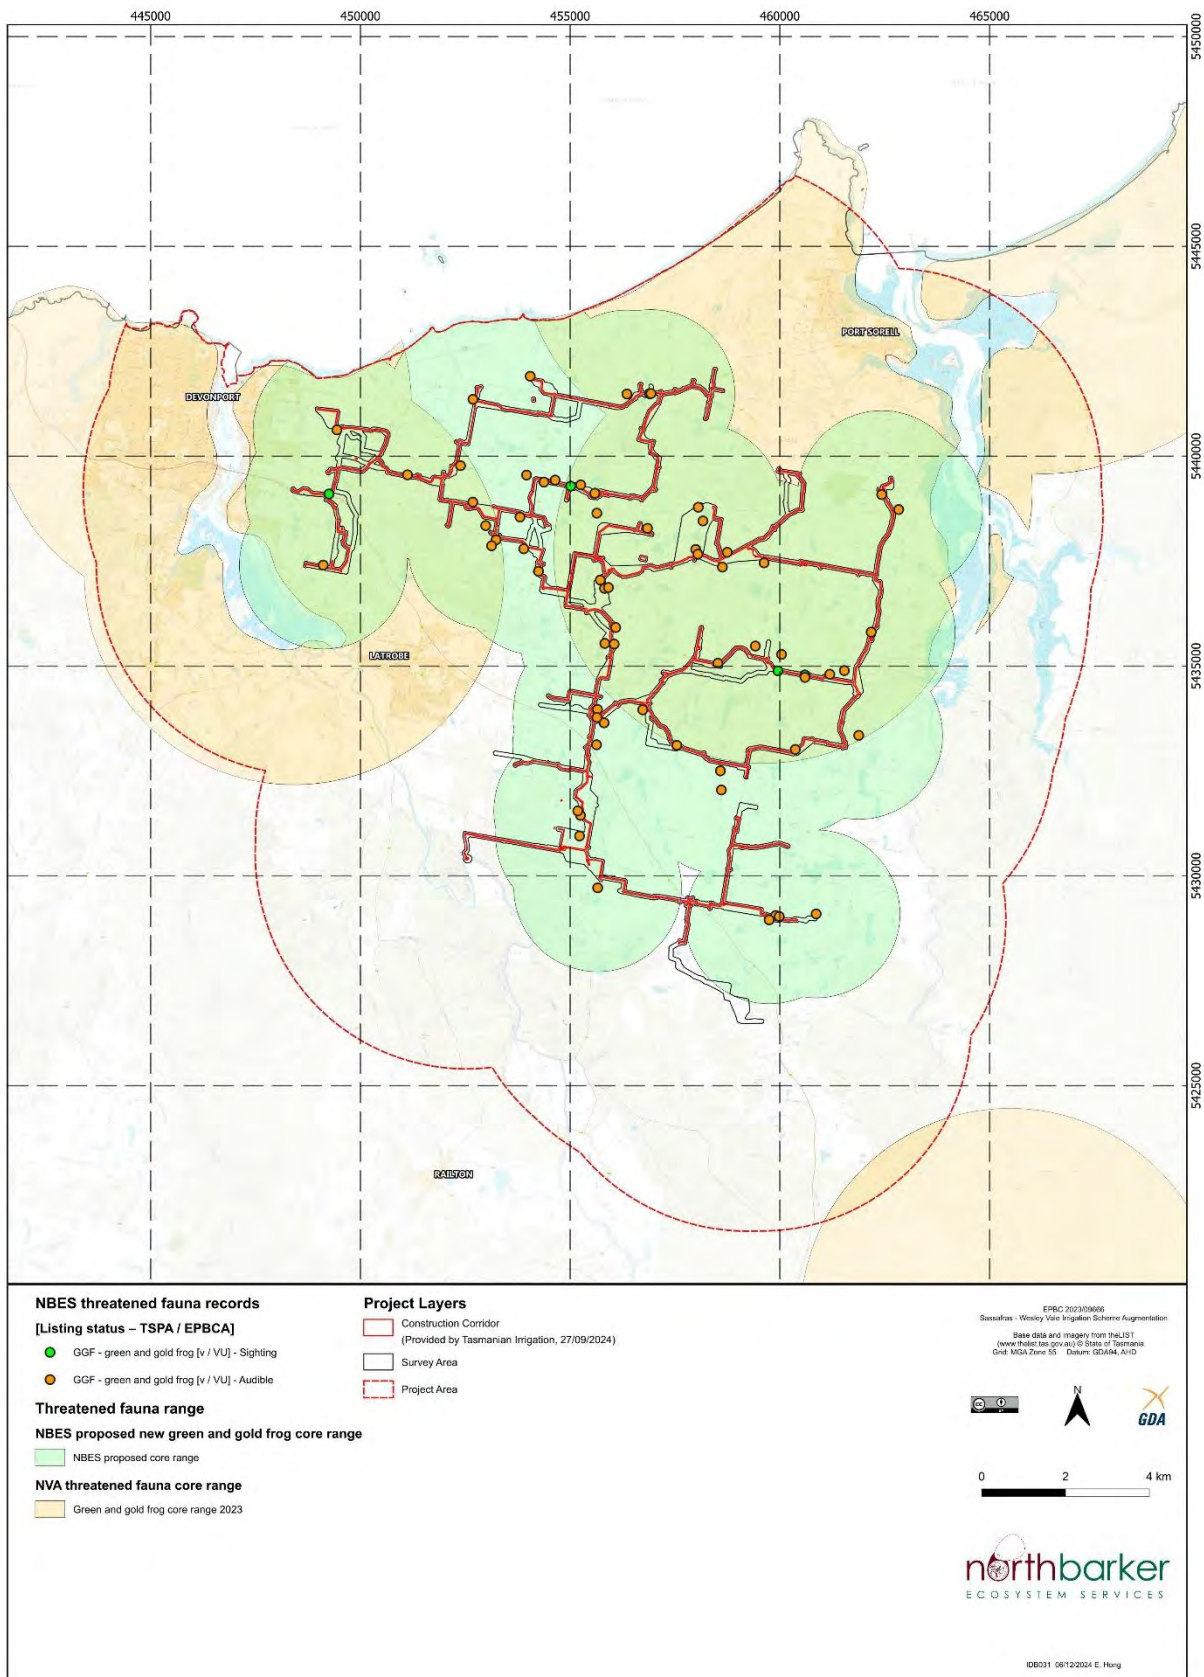 445000 450000 455000 460000 465000
5450000
5445000
5440000
5435000
5430000
5425000
PORT SORELL
DEVONPORT
LATROBE
RAILTON
NBES threatened fauna records
[Listing status – TSPA / EPBCA]
GGF - green and gold frog [v / VU] - Sighting
GGF - green and gold frog [v / VU] - Audible
Threatened fauna range
NBES proposed new green and gold frog core range
NBES proposed core range
NVA threatened fauna core range
Green and gold frog core range 2023
Project Layers
Construction Corridor
(Provided by Tasmanian Irrigation, 27/09/2024)
Survey Area
Project Area
EPBC 2023/09666
Sassafras - Wesley Vale Irrigation Scheme Augmentation
Base data and Imagery from theLIST
(www.thelist.tas.gov.au) © State of Tasmania
Grid: MGA Zone 55 Datum: GDA94, AHD
cc
BY
N
GDA
0 2 4 km
northbarker
ECOSYSTEM SERVICES
IDB031 06/12/2024 E. Hong